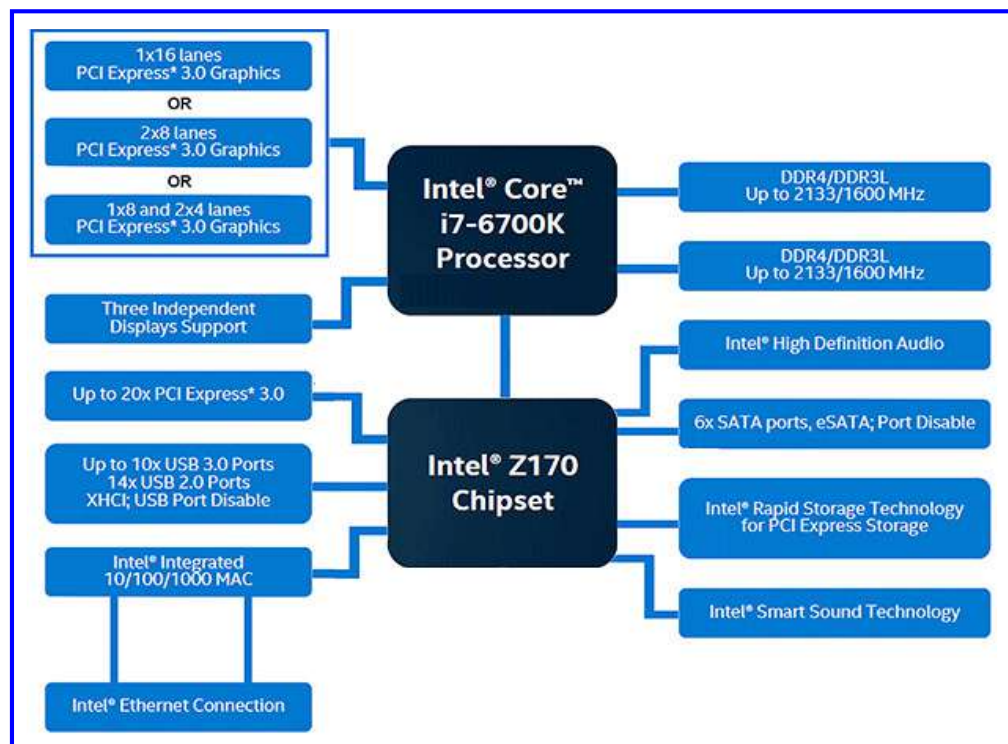 1x16 lanes
PCI Express* 3.0 Graphics
OR
2x8 lanes
PCI Express* 3.0 Graphics
OR
1x8 and 2x4 lanes
PCI Express* 3.0 Graphics
Three Independent
Displays Support
Up to 20x PCI Express* 3.0
Up to 10x USB 3.0 Ports
14x USB 2.0 Ports
XHCI; USB Port Disable
Intel® Integrated
10/100/1000 MAC
Intel® Ethernet Connection
Intel® Core™
i7-6700K
Processor
Intel® Z170
Chipset
DDR4/DDR3L
Up to 2133/1600 MHz
DDR4/DDR3L
Up to 2133/1600 MHz
Intel® High Definition Audio
6x SATA ports, eSATA; Port Disable
Intel® Rapid Storage Technology
for PCI Express Storage
Intel® Smart Sound Technology